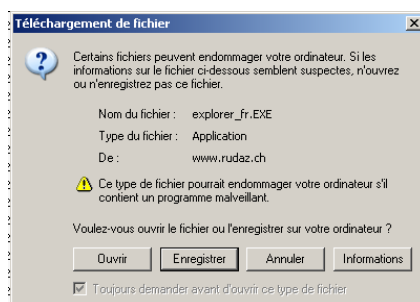 Téléchargement de fichier
Certains fichiers peuvent endommager votre ordinateur. Si les
informations sur le fichier ci-dessous semblent suspectes, n'ouvrez
ou n'enregistrez pas ce fichier.
Nom du fichier : explorer_fr.EXE
Type du fichier : Application
De : www.rudaz.ch
Ce type de fichier pourrait endommager votre ordinateur s'il
contient un programme malveillant.
Voulez-vous ouvrir le fichier ou l'enregistrer sur votre ordinateur ?
Ouvrir Enregistrer Annuler Informations
Toujours demander avant d'ouvrir ce type de fichier